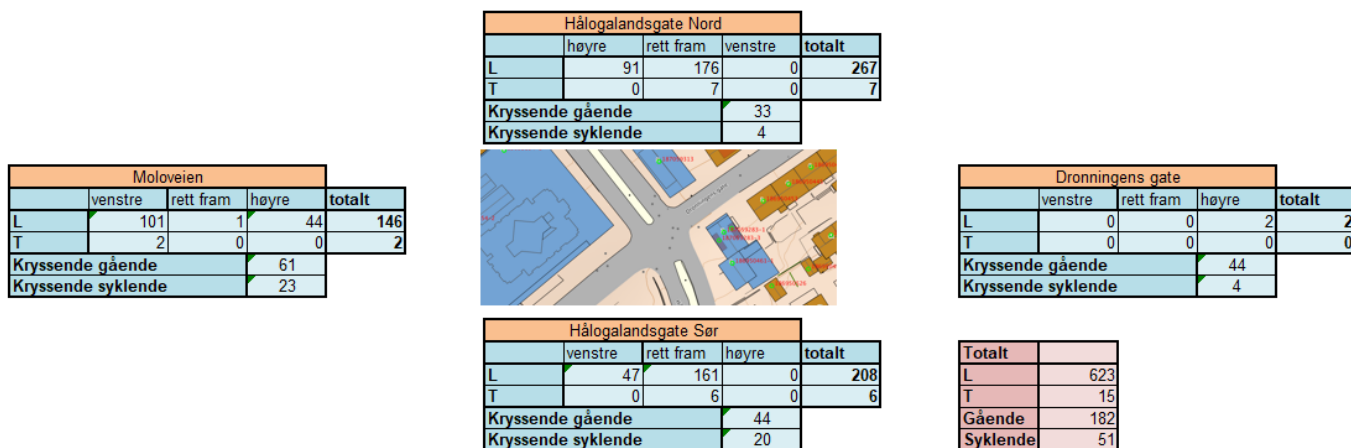 Hålogalandsgate Nord
høyre rett fram venstre totalt
L 91 176 0 267
T 0 7 0 7
Kryssende gående 33
Kryssende syklende 4
Moloveien
venstre rett fram høyre totalt
L 101 1 44 146
T 2 0 0 2
Kryssende gående 61
Kryssende syklende 23
Dronningens gate
venstre rett fram høyre totalt
L 0 0 2 2
T 0 0 0 0
Kryssende gående 44
Kryssende syklende 4
Hålogalandsgate Sør
venstre rett fram høyre totalt
L 47 161 0 208
T 0 6 0 6
Kryssende gående 44
Kryssende syklende 20
Totalt
L 623
T 15
Gående 182
Syklende 51